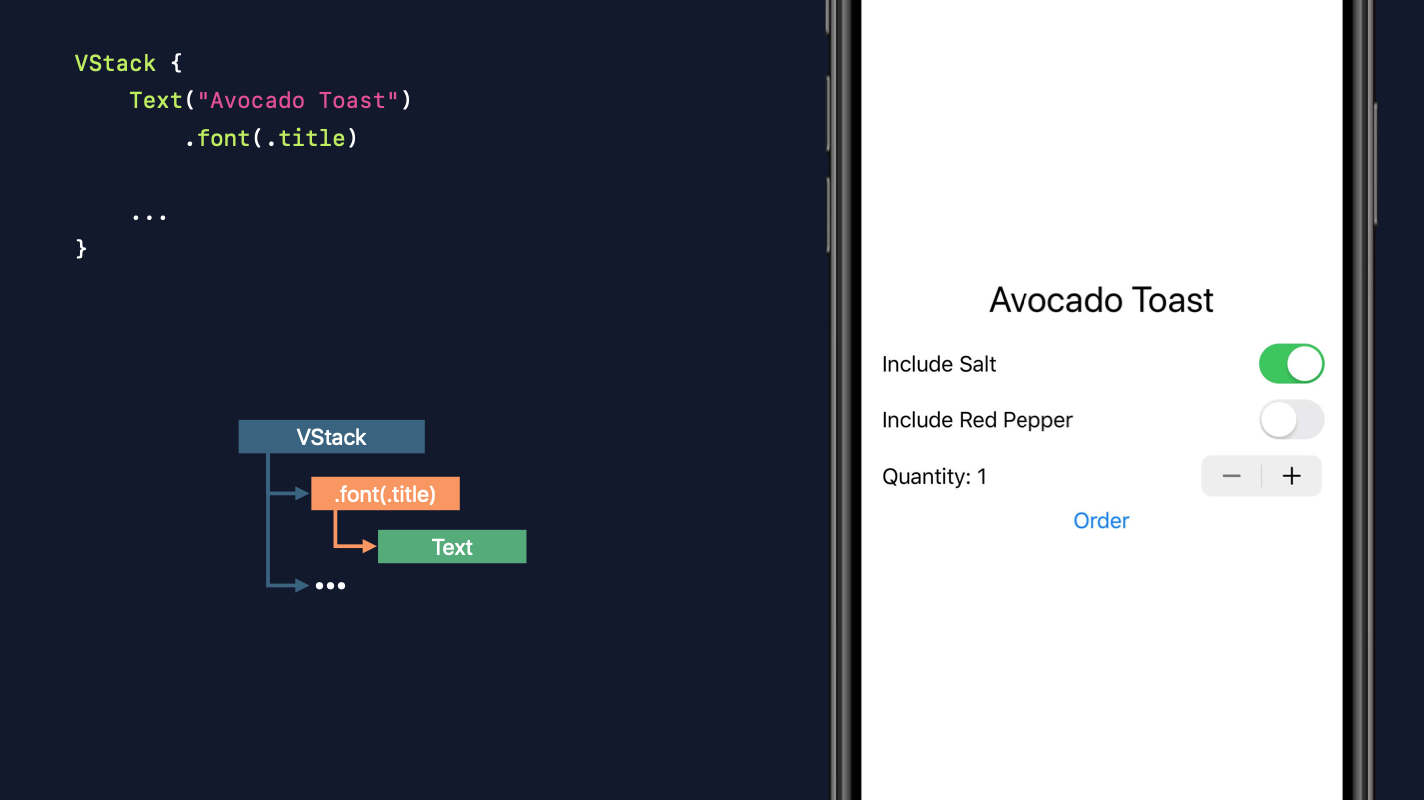 VStack {
    Text("Avocado Toast")
        .font(.title)
    ...
}
VStack
.font(.title)
Text
•••
Avocado Toast
Include Salt
Include Red Pepper
Quantity: 1
− +
Order